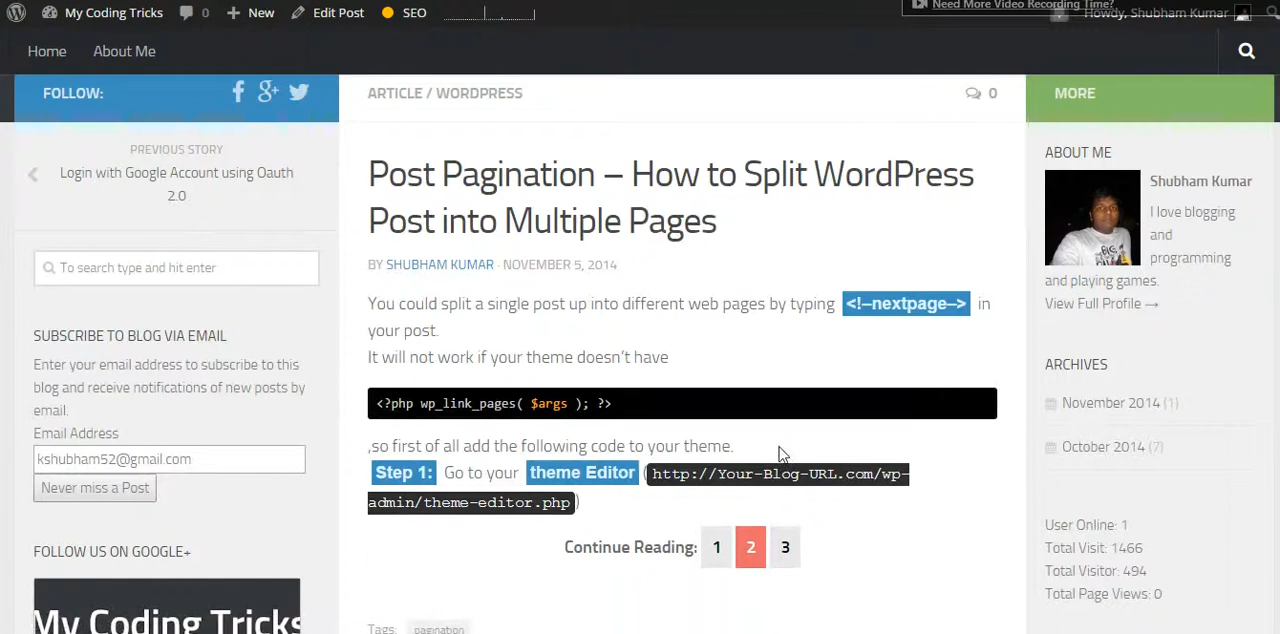 My Coding Tricks 0 New Edit Post SEO
Need More Video Recording Time?
Howdy, Shubham Kumar
Home About Me
FOLLOW:
PREVIOUS STORY
Login with Google Account using Oauth
2.0
To search type and hit enter
SUBSCRIBE TO BLOG VIA EMAIL
Enter your email address to subscribe to this
blog and receive notifications of new posts by
email.
Email Address
kshubham52@gmail.com
Never miss a Post
FOLLOW US ON GOOGLE+
My Coding Tricks
ARTICLE / WORDPRESS 0
Post Pagination – How to Split WordPress
Post into Multiple Pages
BY SHUBHAM KUMAR · NOVEMBER 5, 2014
You could split a single post up into different web pages by typing <!–nextpage–> in
your post.
It will not work if your theme doesn’t have
<?php wp_link_pages( $args ); ?>
,so first of all add the following code to your theme.
Step 1: Go to your theme Editor (http://Your-Blog-URL.com/wp-
admin/theme-editor.php)
Continue Reading: 1 2 3
Tags: pagination
MORE
ABOUT ME
Shubham Kumar
I love blogging
and
programming
and playing games.
View Full Profile →
ARCHIVES
November 2014 (1)
October 2014 (7)
User Online: 1
Total Visit: 1466
Total Visitor: 494
Total Page Views: 0